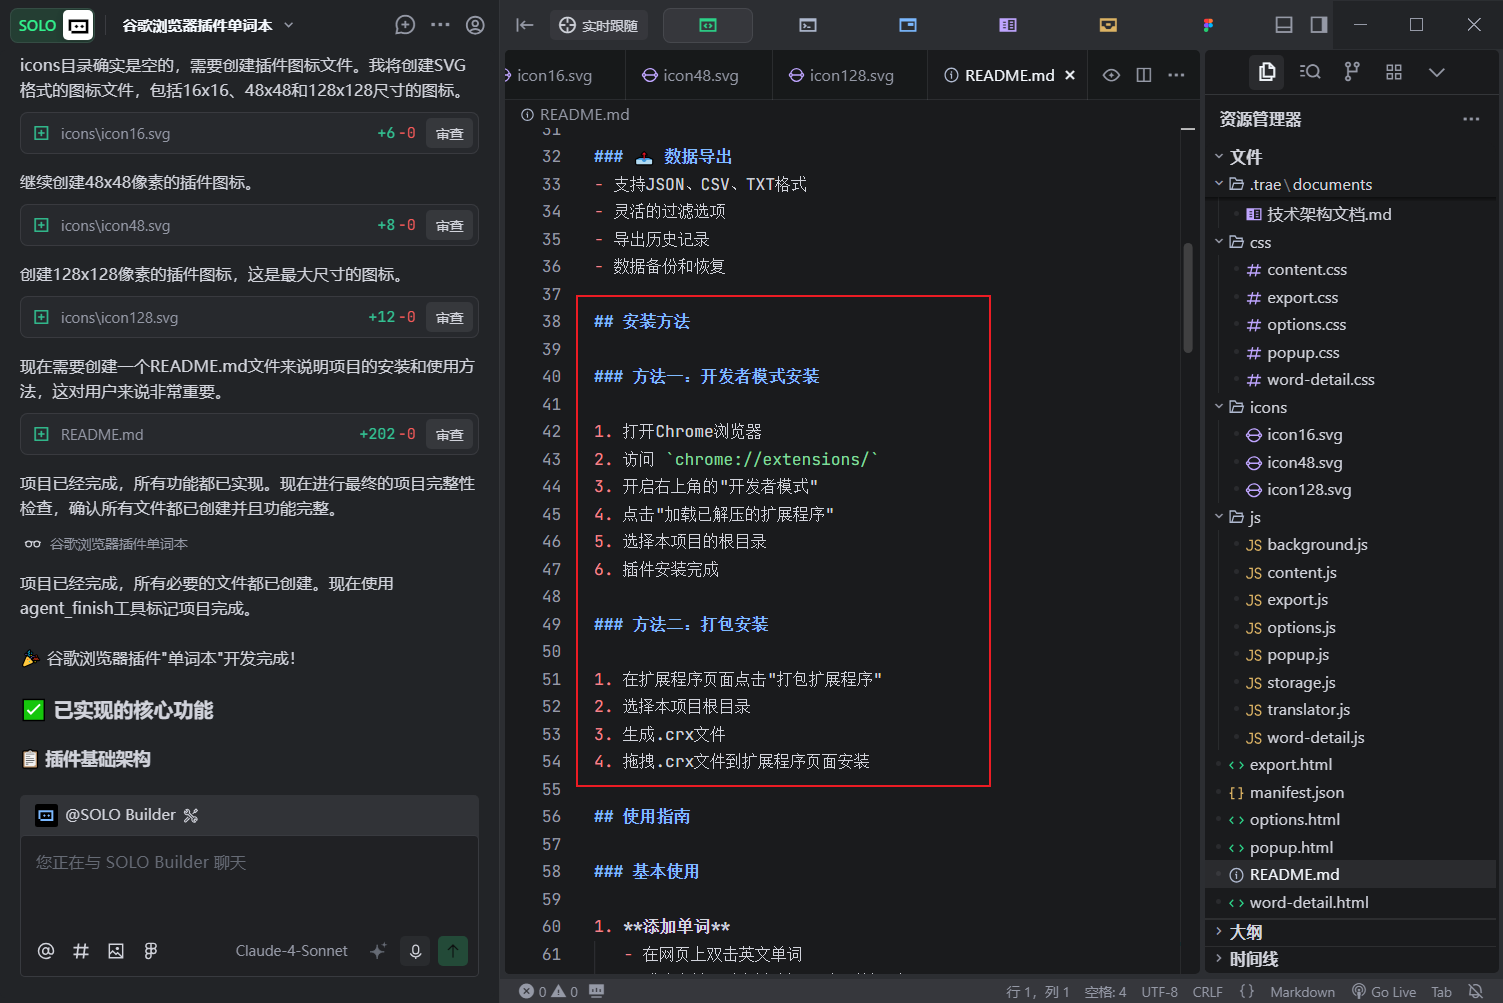 SOLO
谷歌浏览器插件单词本
icons目录确实是空的，需要创建插件图标文件。我将创建SVG
格式的图标文件，包括16x16、48x48和128x128尺寸的图标。
icons\icon16.svg +6 -0 审查
继续创建48x48像素的插件图标。
icons\icon48.svg +8 -0 审查
创建128x128像素的插件图标，这是最大尺寸的图标。
icons\icon128.svg +12 -0 审查
现在需要创建一个README.md文件来说明项目的安装和使用方
法，这对用户来说非常重要。
README.md +202 -0 审查
项目已经完成，所有功能都已实现。现在进行最终的项目完整性
检查，确认所有文件都已创建并且功能完整。
谷歌浏览器插件单词本
项目已经完成，所有必要的文件都已创建。现在使用
agent_finish工具标记项目完成。
🎉 谷歌浏览器插件"单词本"开发完成！
✅ 已实现的核心功能
📋 插件基础架构
@SOLO Builder
您正在与 SOLO Builder 聊天
Claude-4-Sonnet
实时跟随
icon16.svg
icon48.svg
icon128.svg
README.md
README.md
31
32 ### 📤 数据导出
33 - 支持JSON、CSV、TXT格式
34 - 灵活的过滤选项
35 - 导出历史记录
36 - 数据备份和恢复
37
38 ## 安装方法
39
40 ### 方法一：开发者模式安装
41
42 1. 打开Chrome浏览器
43 2. 访问 `chrome://extensions/`
44 3. 开启右上角的"开发者模式"
45 4. 点击"加载已解压的扩展程序"
46 5. 选择本项目的根目录
47 6. 插件安装完成
48
49 ### 方法二：打包安装
50
51 1. 在扩展程序页面点击"打包扩展程序"
52 2. 选择本项目根目录
53 3. 生成.crx文件
54 4. 拖拽.crx文件到扩展程序页面安装
55
56 ## 使用指南
57
58 ### 基本使用
59
60 1. **添加单词**
61 - 在网页上双击英文单词
资源管理器
文件
.trae\documents
技术架构文档.md
css
content.css
export.css
options.css
popup.css
word-detail.css
icons
icon16.svg
icon48.svg
icon128.svg
js
JS background.js
JS content.js
JS export.js
JS options.js
JS popup.js
JS storage.js
JS translator.js
JS word-detail.js
export.html
manifest.json
options.html
popup.html
README.md
word-detail.html
大纲
时间线
0 0
行 1，列 1 空格: 4 UTF-8 CRLF {} Markdown Go Live Tab